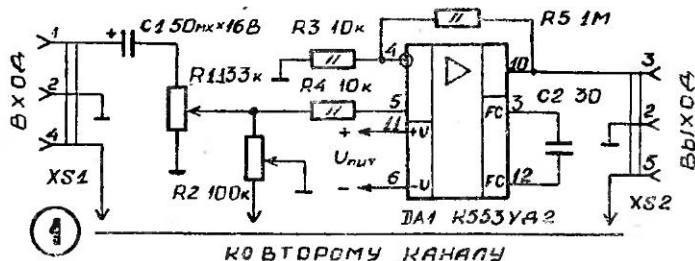 C1 50мк×16В
R3 10к
R5 1М
1
2
4
ВХОД
XS1
R1 33к
R4 10к
R2 100к
4
5
11
6
+
Uпит
−
+U
-U
10
3
12
FC
FC
C2 30
3
2
5
ВЫХОД
XS2
DA1 К553УД2
КО ВТОРОМУ КАНАЛУ